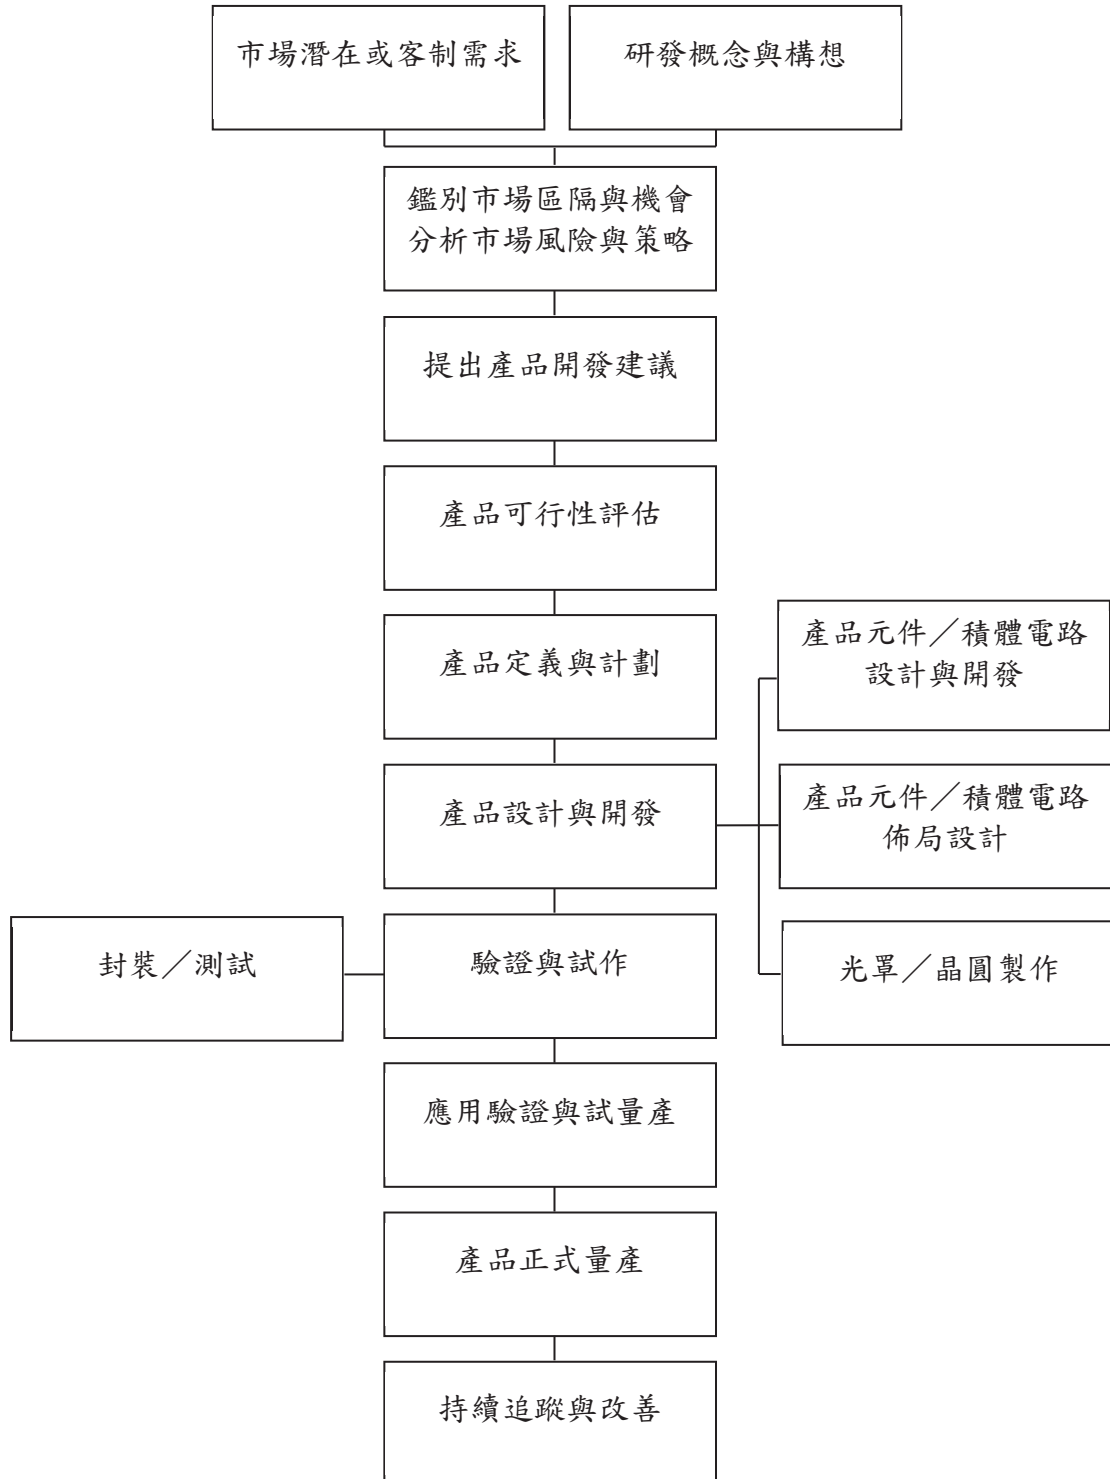 市場潛在或客制需求
研發概念與構想
鑑別市場區隔與機會
分析市場風險與策略
提出產品開發建議
產品可行性評估
產品定義與計劃
產品元件／積體電路
設計與開發
產品設計與開發
產品元件／積體電路
佈局設計
封裝／測試
驗證與試作
光罩／晶圓製作
應用驗證與試量產
產品正式量產
持續追蹤與改善